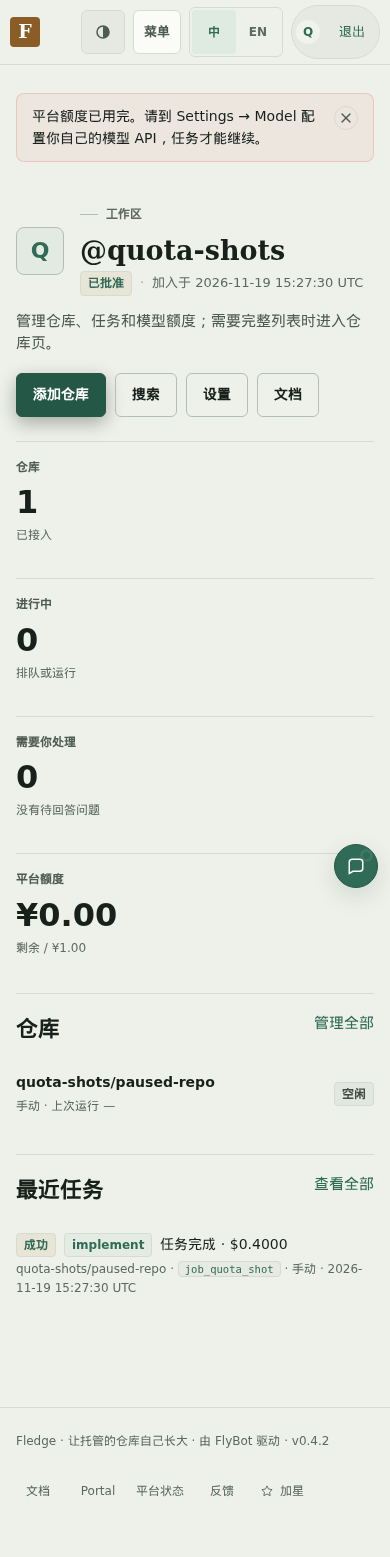 F 菜单 中 EN Q 退出
平台额度已用完。请到 Settings → Model 配
置你自己的模型 API，任务才能继续。
工作区
Q @quota-shots
已批准 · 加入于 2026-11-19 15:27:30 UTC
管理仓库、任务和模型额度；需要完整列表时进入仓
库页。
添加仓库 搜索 设置 文档
仓库
1
已接入
进行中
0
排队或运行
需要你处理
0
没有待回答问题
平台额度
¥0.00
剩余 / ¥1.00
仓库 管理全部
quota-shots/paused-repo
手动 · 上次运行 — 空闲
最近任务 查看全部
成功 implement 任务完成 · $0.4000
quota-shots/paused-repo · job_quota_shot · 手动 · 2026-
11-19 15:27:30 UTC
Fledge · 让托管的仓库自己长大 · 由 FlyBot 驱动 · v0.4.2
文档 Portal 平台状态 反馈 加星